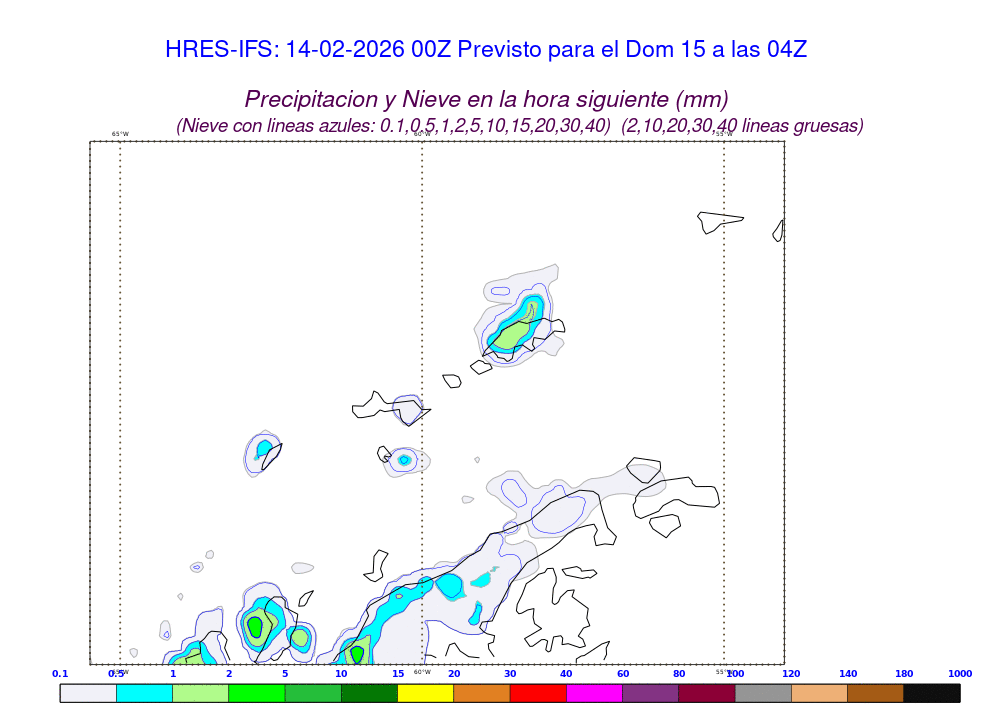 HRES-IFS: 14-02-2026 00Z Previsto para el Dom 15 a las 04Z
Precipitacion y Nieve en la hora siguiente (mm)
(Nieve con lineas azules: 0.1,0.5,1,2,5,10,15,20,30,40)  (2,10,20,30,40 lineas gruesas)
65°W 60°W 55°W
65°W 60°W 55°W
0.1 0.5 1 2 5 10 15 20 30 40 60 80 100 120 140 180 1000